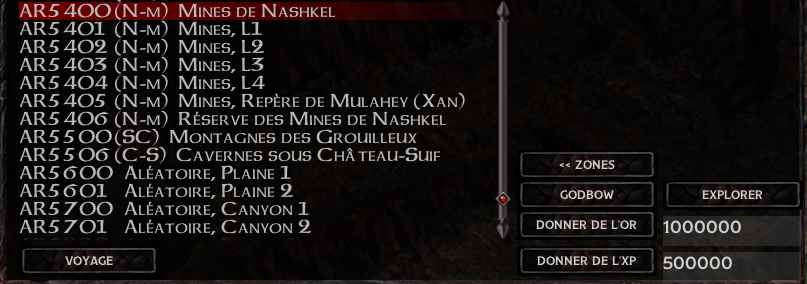 AR5400(N-m) Mines de Nashkel
AR5401 (N-m) Mines, L1
AR5402 (N-m) Mines, L2
AR5403 (N-m) Mines, L3
AR5404 (N-m) Mines, L4
AR5405 (N-m) Mines, Repère de Mulahey (Xan)
AR5406 (N-m) Réserve des Mines de Nashkel
AR5500(SC) Montagnes des Grouilleux
AR5506 (C-S) Cavernes sous Château-Suif
AR5600 Aléatoire, Plaine 1
AR5601 Aléatoire, Plaine 2
AR5700 Aléatoire, Canyon 1
AR5701 Aléatoire, Canyon 2
VOYAGE
<< ZONES
GODBOW
EXPLORER
DONNER DE L'OR
1000000
DONNER DE L'XP
500000